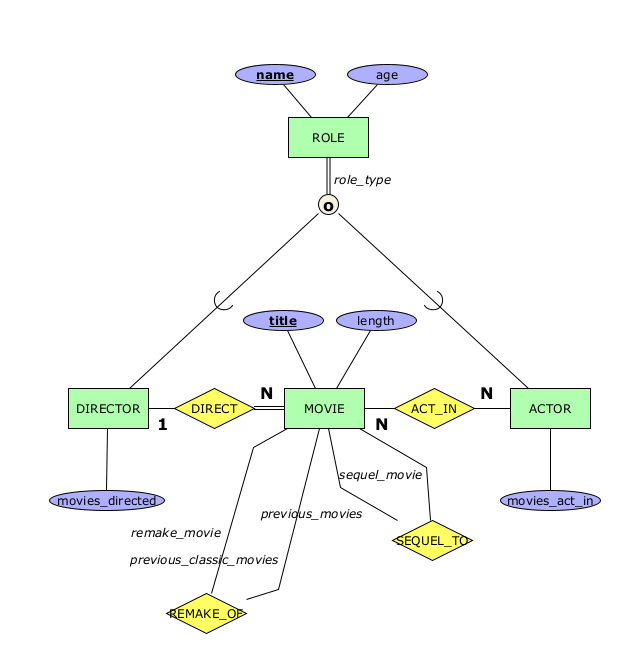 name
age
ROLE
role_type
o
title
length
DIRECTOR
1
DIRECT
N
MOVIE
N
ACT_IN
N
ACTOR
movies_directed
sequel_movie
movies_act_in
previous_movies
remake_movie
SEQUEL_TO
previous_classic_movies
REMAKE_OF